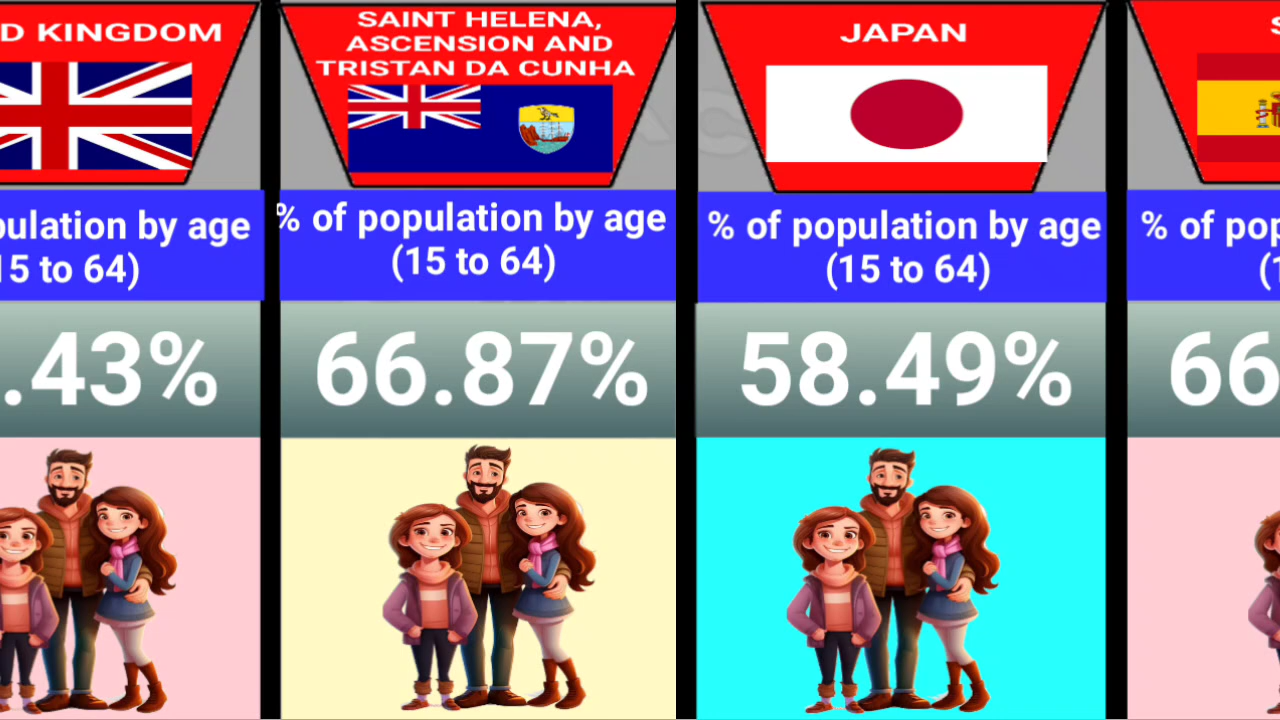 D KINGDOM
pulation by age
15 to 64)
.43%
SAINT HELENA,
ASCENSION AND
TRISTAN DA CUNHA
% of population by age
(15 to 64)
66.87%
JAPAN
% of population by age
(15 to 64)
58.49%
S
% of pop
(1
66